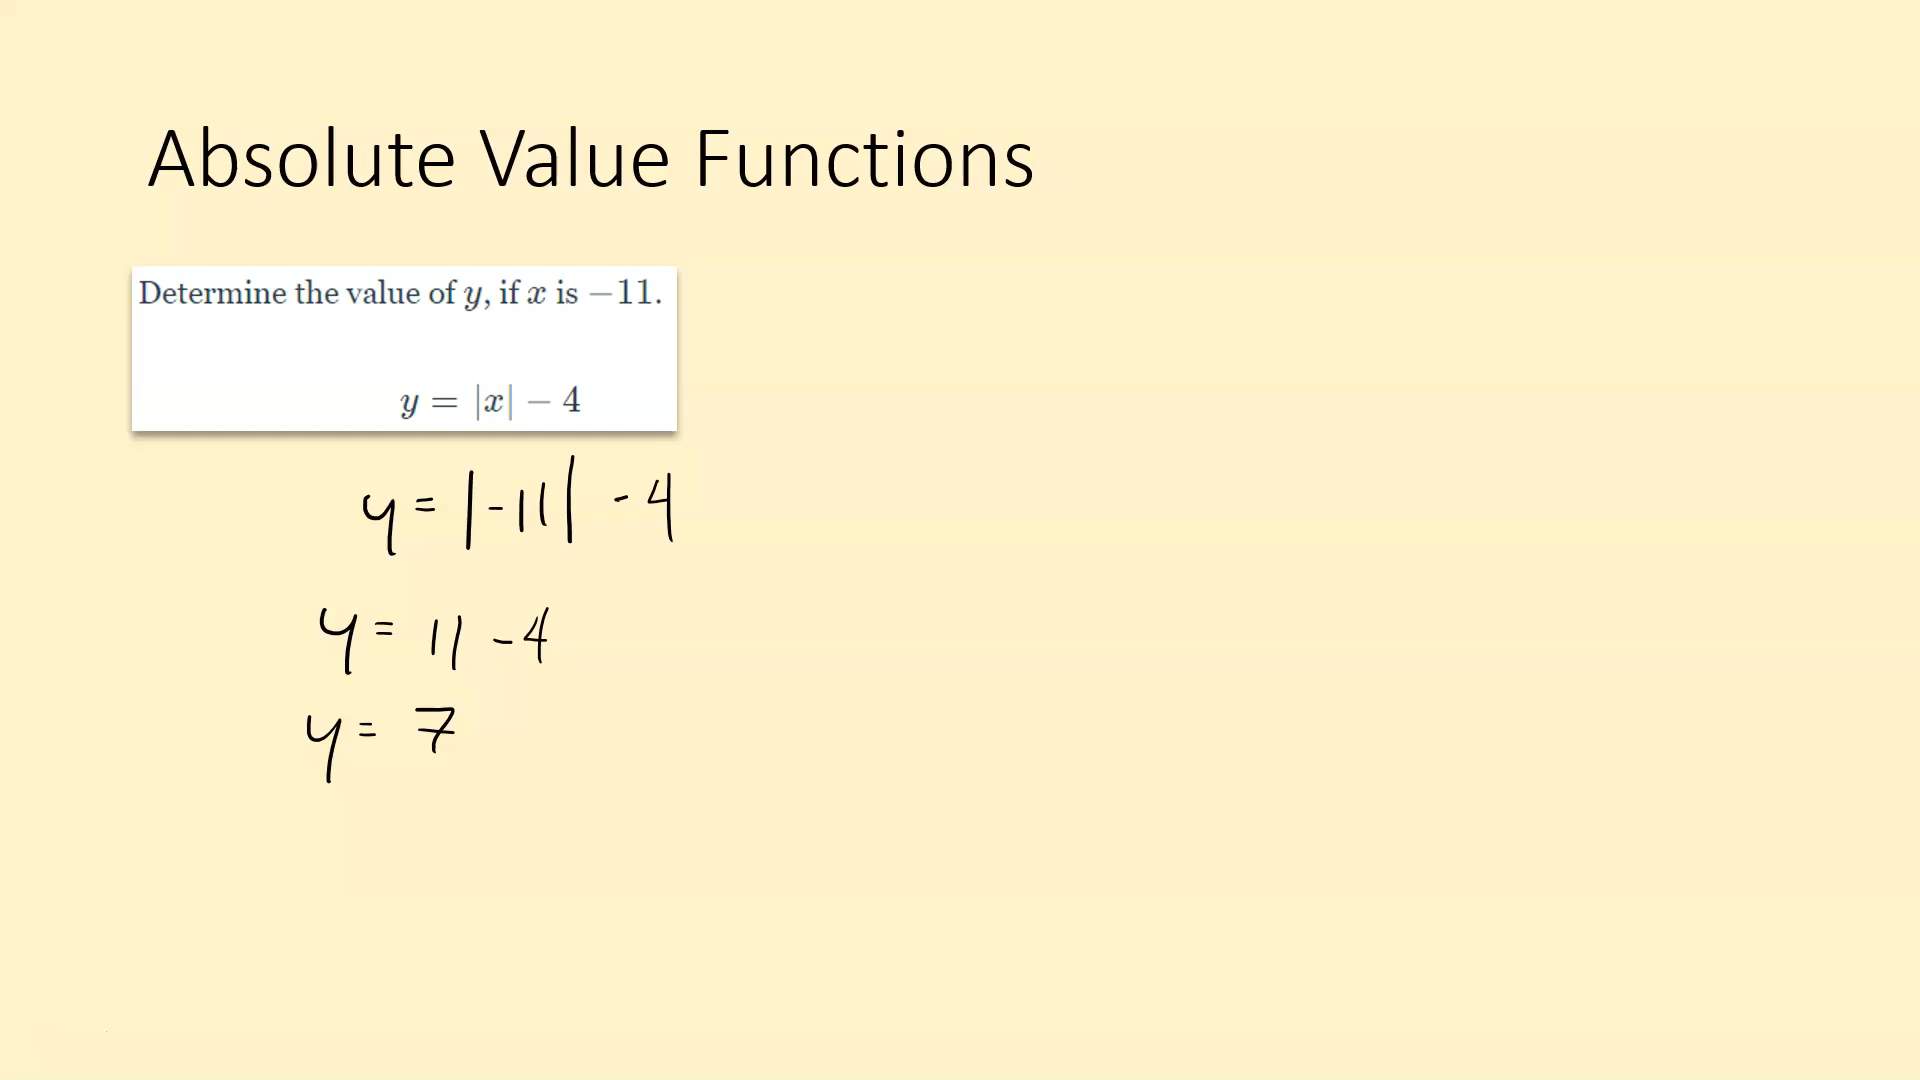 Absolute Value Functions
Determine the value of y, if x is −11.
y = |x| − 4
y = |-11| - 4
y = 11 - 4
y = 7